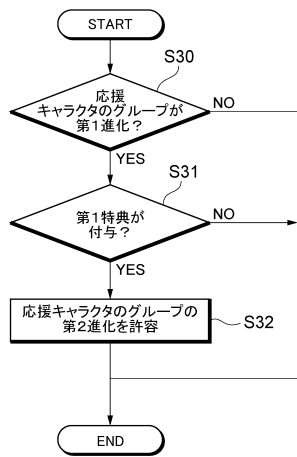 START
S30
応援
キャラクタのグループが
第1進化?
NO
YES
S31
第1特典が
付与?
NO
YES
応援キャラクタのグループの
第2進化を許容
S32
END